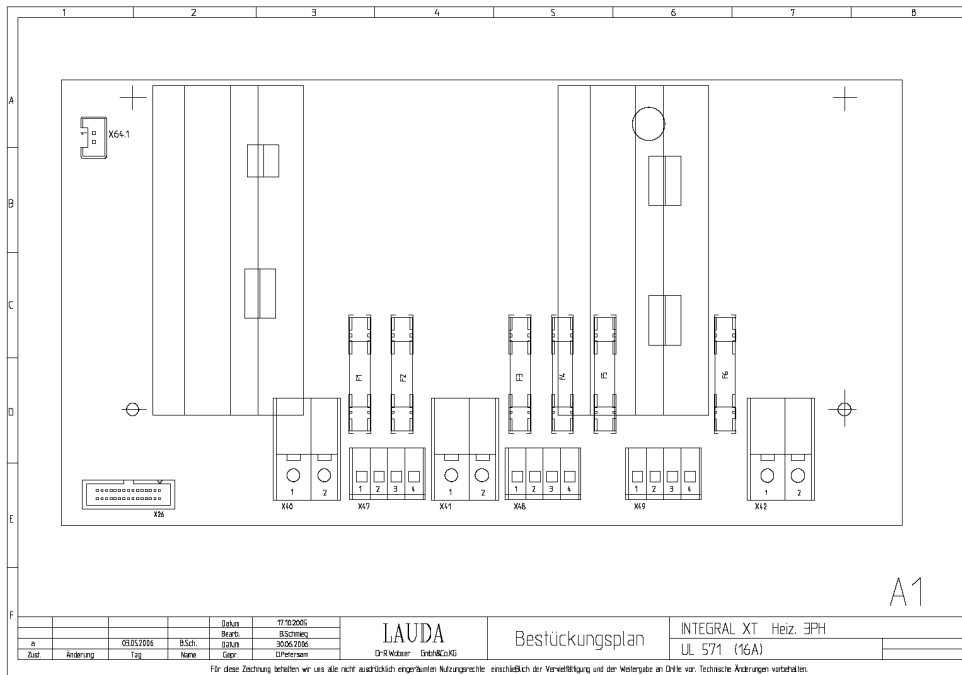 1 2 3 4 5 6 7 8
A
1 X64.1
B
C
F1 F2 F3 F4 F5 F6
D
1 2 1 2 3 4 1 2 1 2 3 4 1 2 3 4 1 2
X26 X40 X47 X41 X48 X49 X42
E
A1
F
Datum 17.10.2005
Bearb. B.Schmieg
a 03.05.2006 B.Sch. Datum 30.06.2006
Zust. Änderung Tag Name Gepr. D.Petersam
LAUDA
Dr.R.Wobser GmbH&Co.KG
Bestückungsplan
INTEGRAL XT Heiz. 3PH
UL 571 (16A)
Für diese Zeichnung behalten wir uns alle nicht ausdrücklich eingeräumten Nutzungsrechte einschließlich der Vervielfältigung und der Weitergabe an Dritte vor. Technische Änderungen vorbehalten.